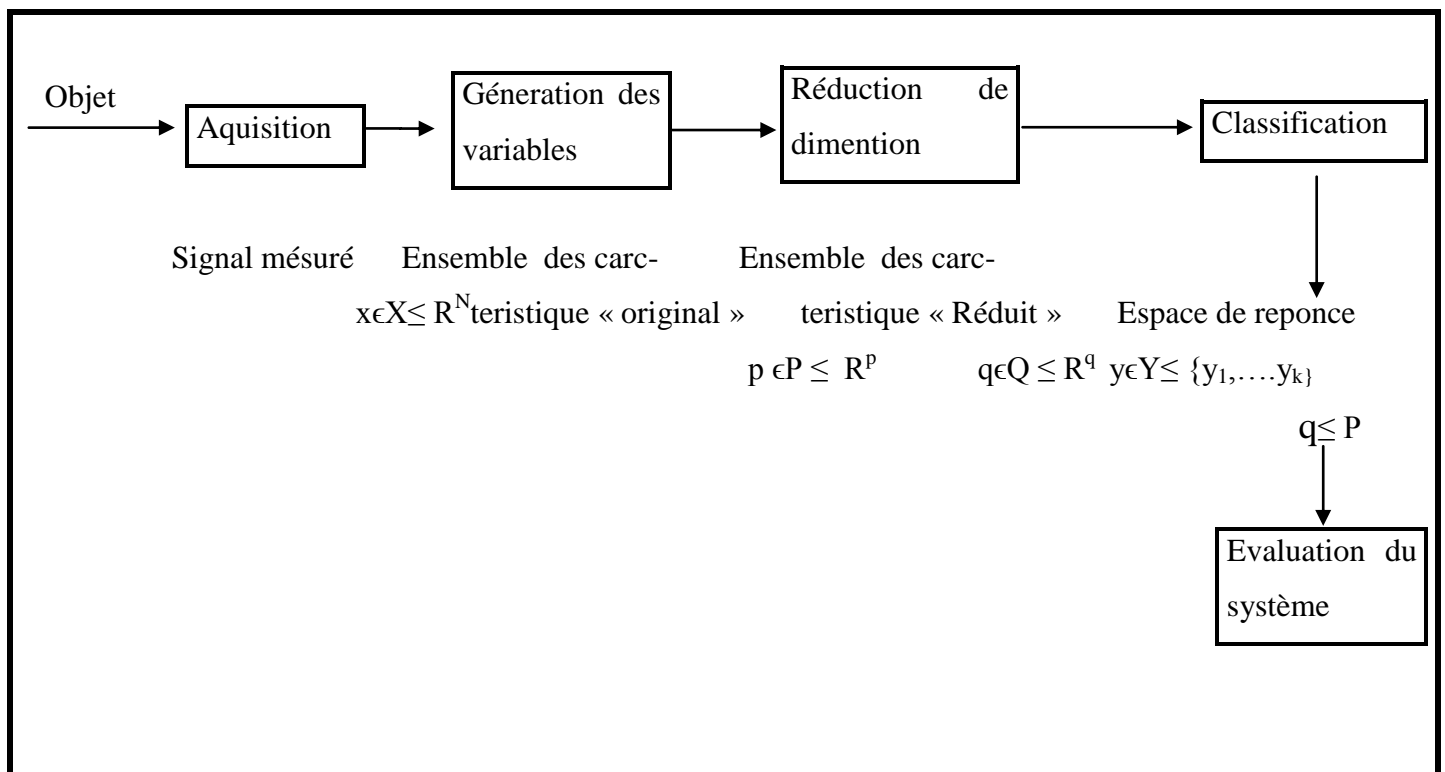 Objet
Aquisition
Géneration des
variables
Réduction de
dimention
Classification
Signal mésuré Ensemble des carc- Ensemble des carc-
xϵX≤ R^N teristique « original » teristique « Réduit » Espace de reponce
p ϵP ≤ R^p qϵQ ≤ R^q yϵY≤ {y₁,….yₖ}
q≤ P
Evaluation du
système